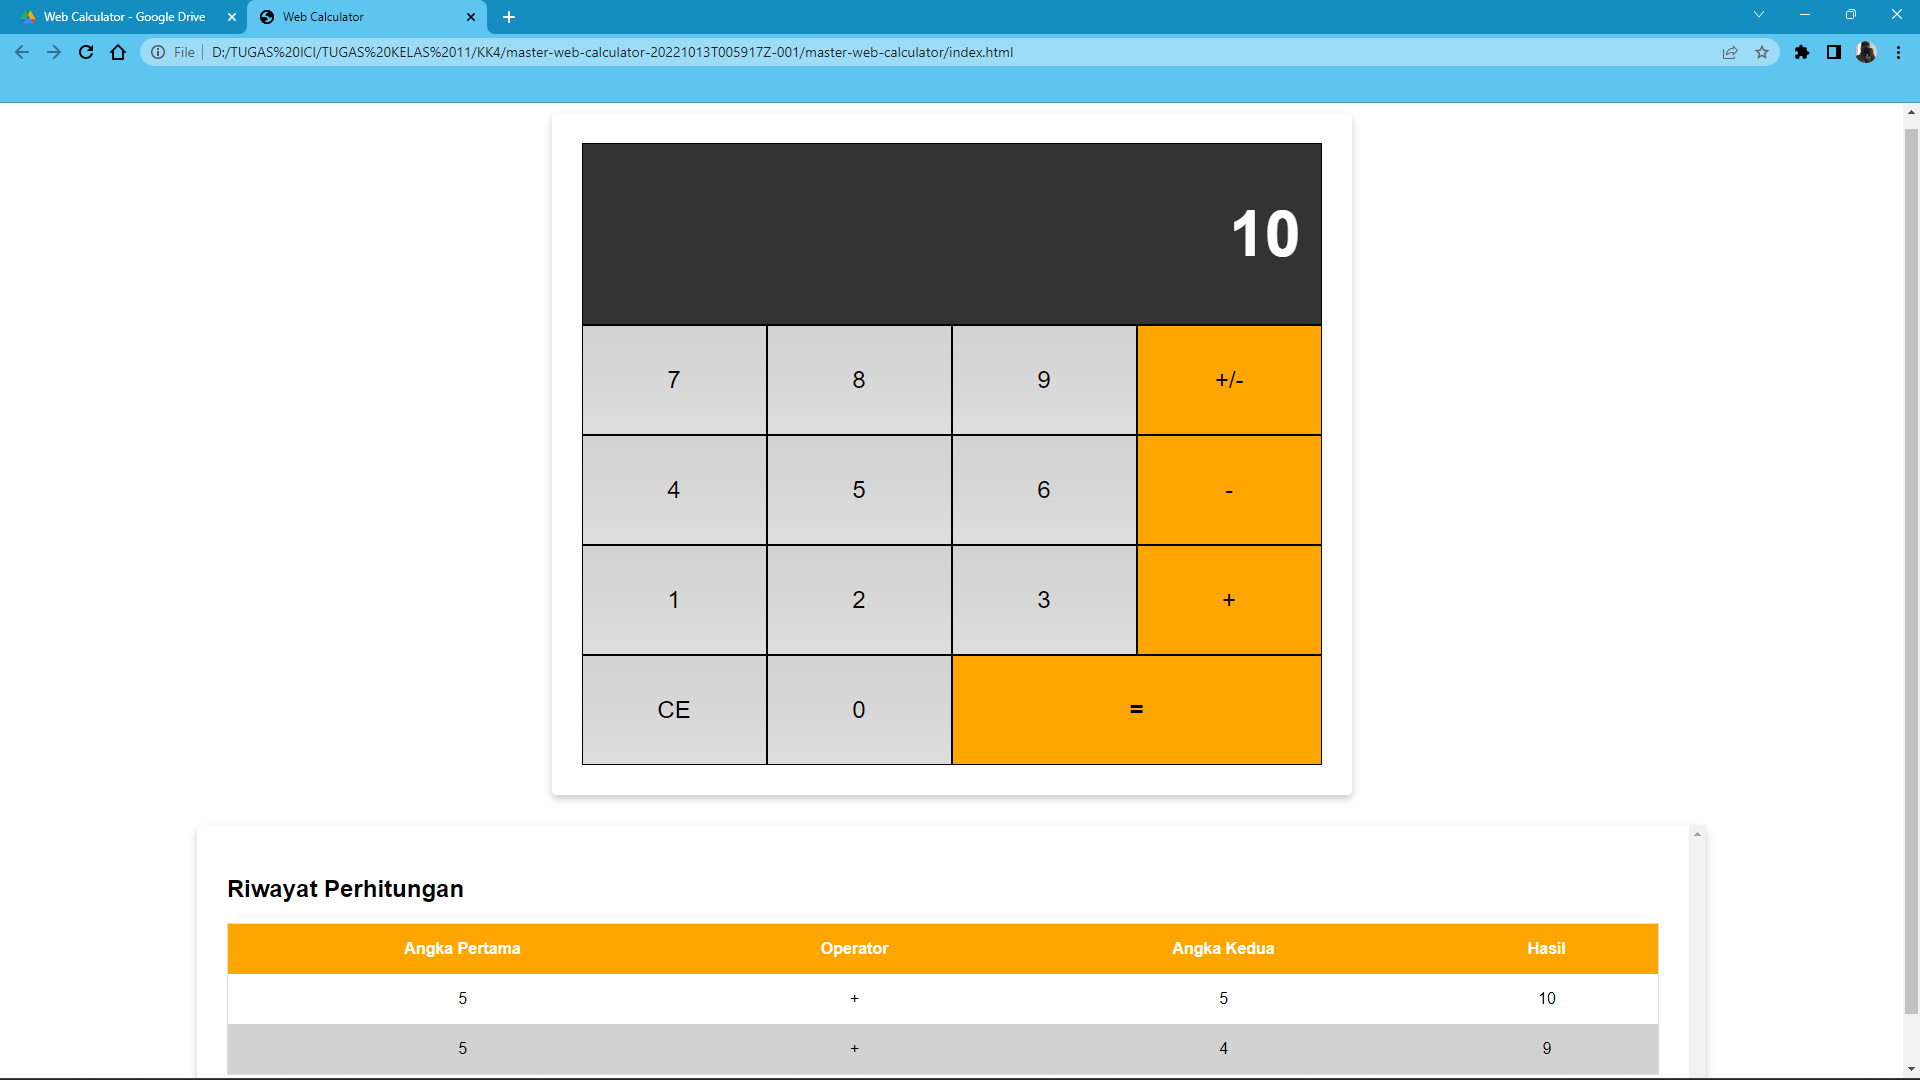 Web Calculator - Google Drive
Web Calculator
File
D:/TUGAS%20ICI/TUGAS%20KELAS%2011/KK4/master-web-calculator-20221013T005917Z-001/master-web-calculator/index.html
10
7 8 9 +/-
4 5 6 -
1 2 3 +
CE 0 =
Riwayat Perhitungan
Angka Pertama Operator Angka Kedua Hasil
5 + 5 10
5 + 4 9